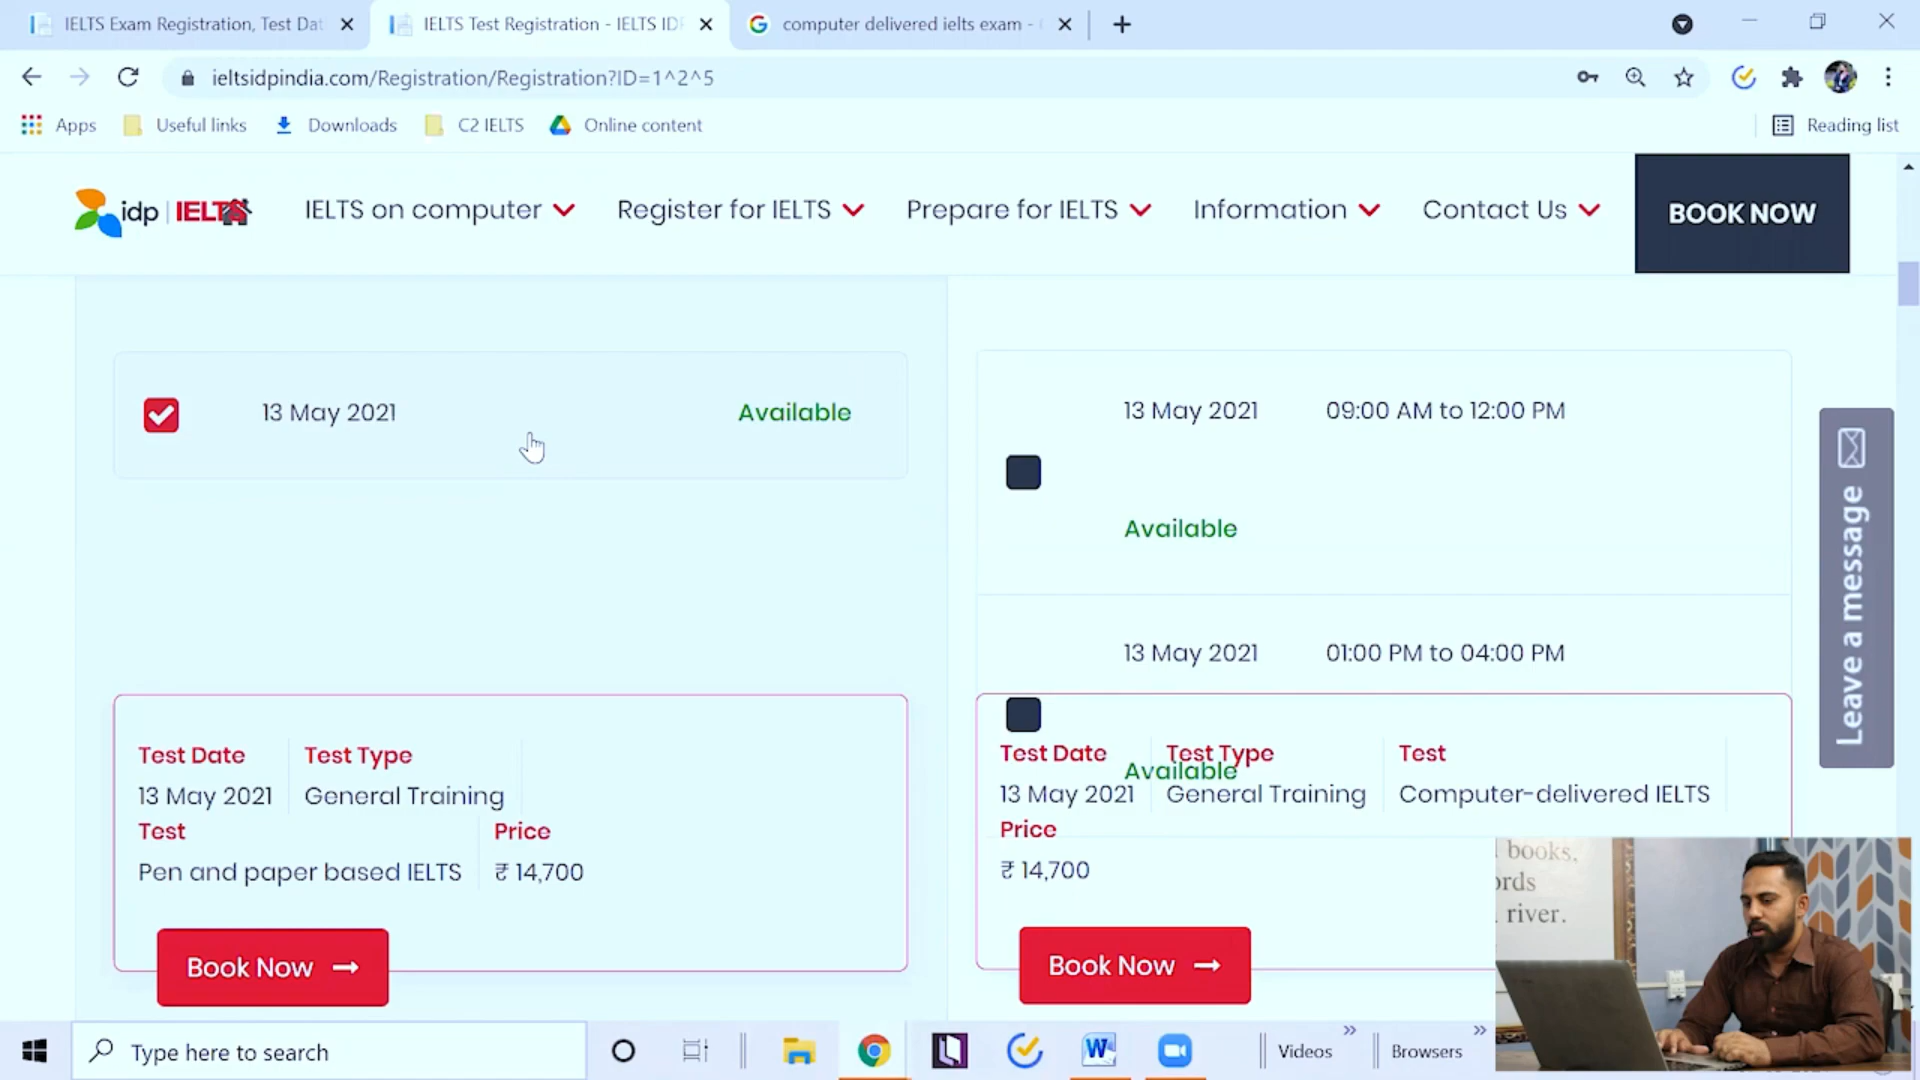 IELTS Exam Registration, Test Dat
IELTS Test Registration - IELTS ID
computer delivered ielts exam -
ieltsidpindia.com/Registration/Registration?ID=1^2^5
Apps
Useful links
Downloads
C2 IELTS
Online content
Reading list
idp | IELTS
IELTS on computer
Register for IELTS
Prepare for IELTS
Information
Contact Us
BOOK NOW
13 May 2021 Available
13 May 2021 09:00 AM to 12:00 PM
Available
13 May 2021 01:00 PM to 04:00 PM
Available
Test Date Test Type
13 May 2021 General Training
Test Price
Pen and paper based IELTS ₹ 14,700
Book Now
Test Date Test Type Test
13 May 2021 General Training Computer-delivered IELTS
Price
₹ 14,700
Book Now
Leave a message
books,
river.
Type here to search
Videos
Browsers